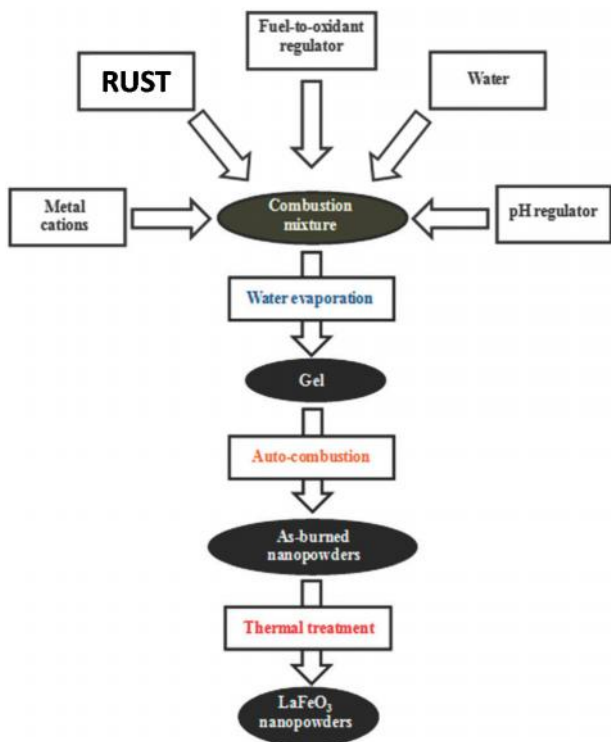 Fuel-to-oxidant
regulator
RUST
Water
Metal
cations
Combustion
mixture
pH regulator
Water evaporation
Gel
Auto-combustion
As-burned
nanopowders
Thermal treatment
LaFeO₃
nanopowders